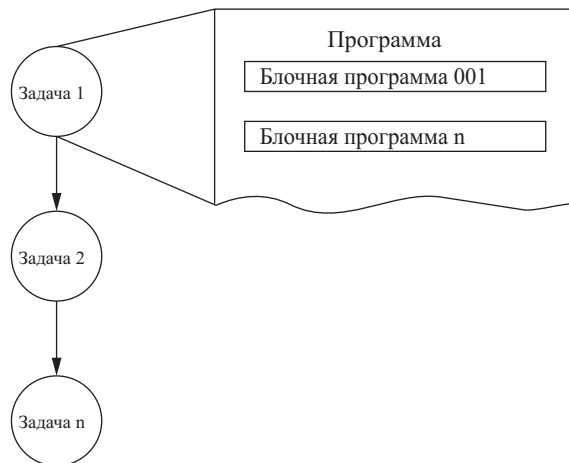 Программа
Блочная программа 001
Задача 1
Блочная программа n
Задача 2
Задача n